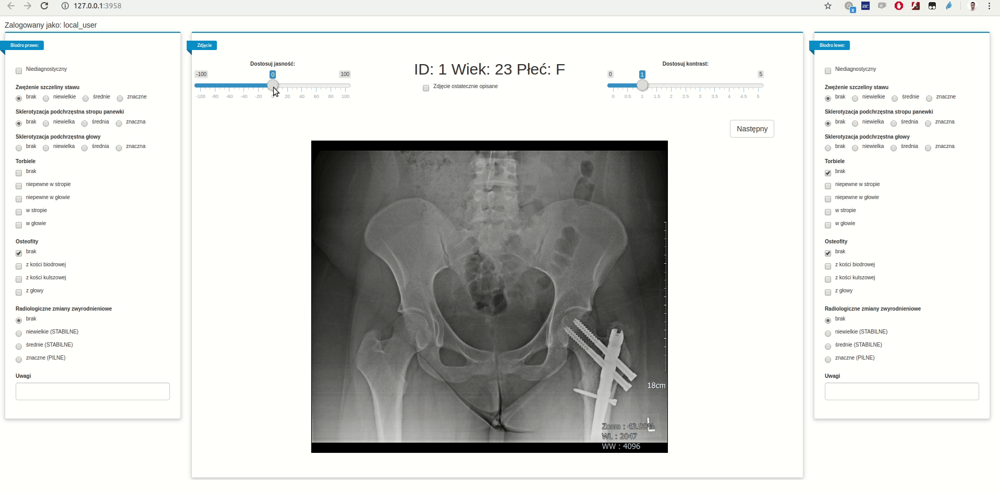 127.0.0.1:3958
Zalogowany jako: local_user
Biodro prawe:
Niediagnostyczny
Zwężenie szczeliny stawu
brak niewielkie średnie znaczne
Sklerotyzacja podchrzęstna stropu panewki
brak niewielka średnia znaczna
Sklerotyzacja podchrzęstna głowy
brak niewielka średnia znaczna
Torbiele
brak
niepewne w stropie
niepewne w głowie
w stropie
w głowie
Osteofity
brak
z kości biodrowej
z kości kulszowej
z głowy
Radiologiczne zmiany zwyrodnieniowe
brak
niewielkie (STABILNE)
średnie (STABILNE)
znaczne (PILNE)
Uwagi
Zdjęcie
Dostosuj jasność:
-100 0 100
-100 -80 -60 -40 -20 0 20 40 60 80 100
ID: 1 Wiek: 23 Płeć: F
Zdjęcie ostatecznie opisane
Dostosuj kontrast:
0 1 5
0 0.5 1 1.5 2 2.5 3 3.5 4 4.5 5
Następny
18cm
L
Zoom : 43.99%
WL : 2047
WW : 4096
Biodro lewe:
Niediagnostyczny
Zwężenie szczeliny stawu
brak niewielkie średnie znaczne
Sklerotyzacja podchrzęstna stropu panewki
brak niewielka średnia znaczna
Sklerotyzacja podchrzęstna głowy
brak niewielka średnia znaczna
Torbiele
brak
niepewne w stropie
niepewne w głowie
w stropie
w głowie
Osteofity
brak
z kości biodrowej
z kości kulszowej
z głowy
Radiologiczne zmiany zwyrodnieniowe
brak
niewielkie (STABILNE)
średnie (STABILNE)
znaczne (PILNE)
Uwagi